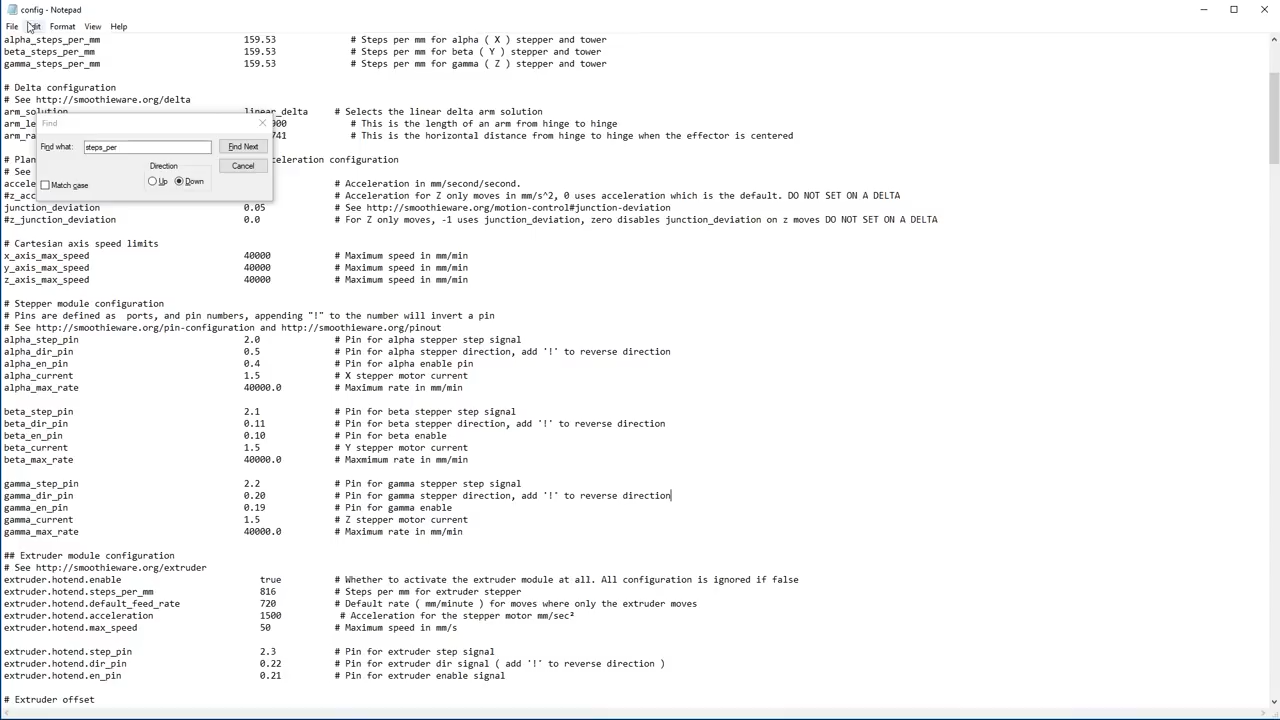 config - Notepad
File Edit Format View Help
alpha_steps_per_mm 159.53 # Steps per mm for alpha ( X ) stepper and tower
beta_steps_per_mm 159.53 # Steps per mm for beta ( Y ) stepper and tower
gamma_steps_per_mm 159.53 # Steps per mm for gamma ( Z ) stepper and tower
# Delta configuration
# See http://smoothieware.org/delta
arm_solution linear_delta # Selects the linear delta arm solution
# This is the length of an arm from hinge to hinge
# This is the horizontal distance from hinge to hinge when the effector is centered
Find
Find what: steps_per Find Next
Direction Cancel
Match case Up Down
# See
#z_acc # Acceleration for Z only moves in mm/s^2, 0 uses acceleration which is the default. DO NOT SET ON A DELTA
# Acceleration in mm/second/second.
junction_deviation 0.05 # See http://smoothieware.org/motion-control#junction-deviation
#z_junction_deviation 0.0 # For Z only moves, -1 uses junction_deviation, zero disables junction_deviation on z moves DO NOT SET ON A DELTA
# Cartesian axis speed limits
x_axis_max_speed 40000 # Maximum speed in mm/min
y_axis_max_speed 40000 # Maximum speed in mm/min
z_axis_max_speed 40000 # Maximum speed in mm/min
# Stepper module configuration
# Pins are defined as ports, and pin numbers, appending "!" to the number will invert a pin
# See http://smoothieware.org/pin-configuration and http://smoothieware.org/pinout
alpha_step_pin 2.0 # Pin for alpha stepper step signal
alpha_dir_pin 0.5 # Pin for alpha stepper direction, add '!' to reverse direction
alpha_en_pin 0.4 # Pin for alpha enable pin
alpha_current 1.5 # X stepper motor current
alpha_max_rate 40000.0 # Maximum rate in mm/min
beta_step_pin 2.1 # Pin for beta stepper step signal
beta_dir_pin 0.11 # Pin for beta stepper direction, add '!' to reverse direction
beta_en_pin 0.10 # Pin for beta enable
beta_current 1.5 # Y stepper motor current
beta_max_rate 40000.0 # Maxmimum rate in mm/min
gamma_step_pin 2.2 # Pin for gamma stepper step signal
gamma_dir_pin 0.20 # Pin for gamma stepper direction, add '!' to reverse direction
gamma_en_pin 0.19 # Pin for gamma enable
gamma_current 1.5 # Z stepper motor current
gamma_max_rate 40000.0 # Maximum rate in mm/min
## Extruder module configuration
# See http://smoothieware.org/extruder
extruder.hotend.enable true # Whether to activate the extruder module at all. All configuration is ignored if false
extruder.hotend.steps_per_mm 816 # Steps per mm for extruder stepper
extruder.hotend.default_feed_rate 720 # Default rate ( mm/minute ) for moves where only the extruder moves
extruder.hotend.acceleration 1500 # Acceleration for the stepper motor mm/sec²
extruder.hotend.max_speed 50 # Maximum speed in mm/s
extruder.hotend.step_pin 2.3 # Pin for extruder step signal
extruder.hotend.dir_pin 0.22 # Pin for extruder dir signal ( add '!' to reverse direction )
extruder.hotend.en_pin 0.21 # Pin for extruder enable signal
# Extruder offset